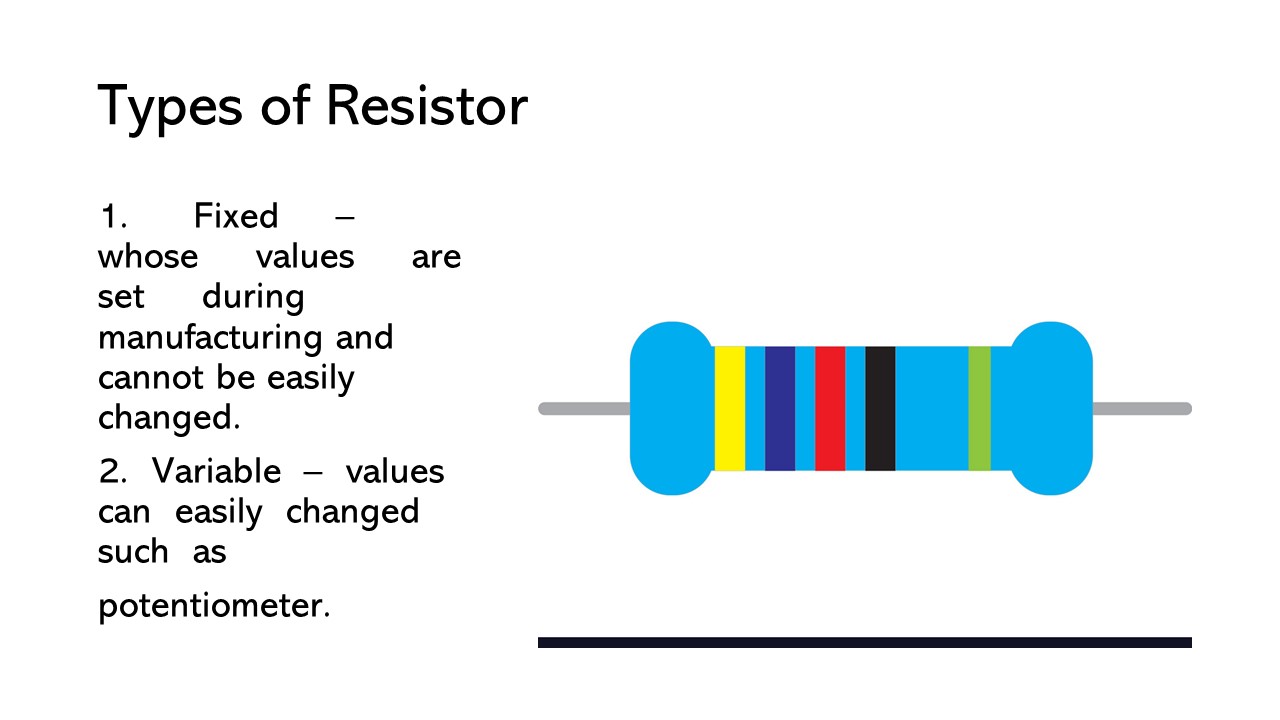 Types of Resistor
1. Fixed –
whose values are
set during
manufacturing and
cannot be easily
changed.
2. Variable – values
can easily changed
such as
potentiometer.